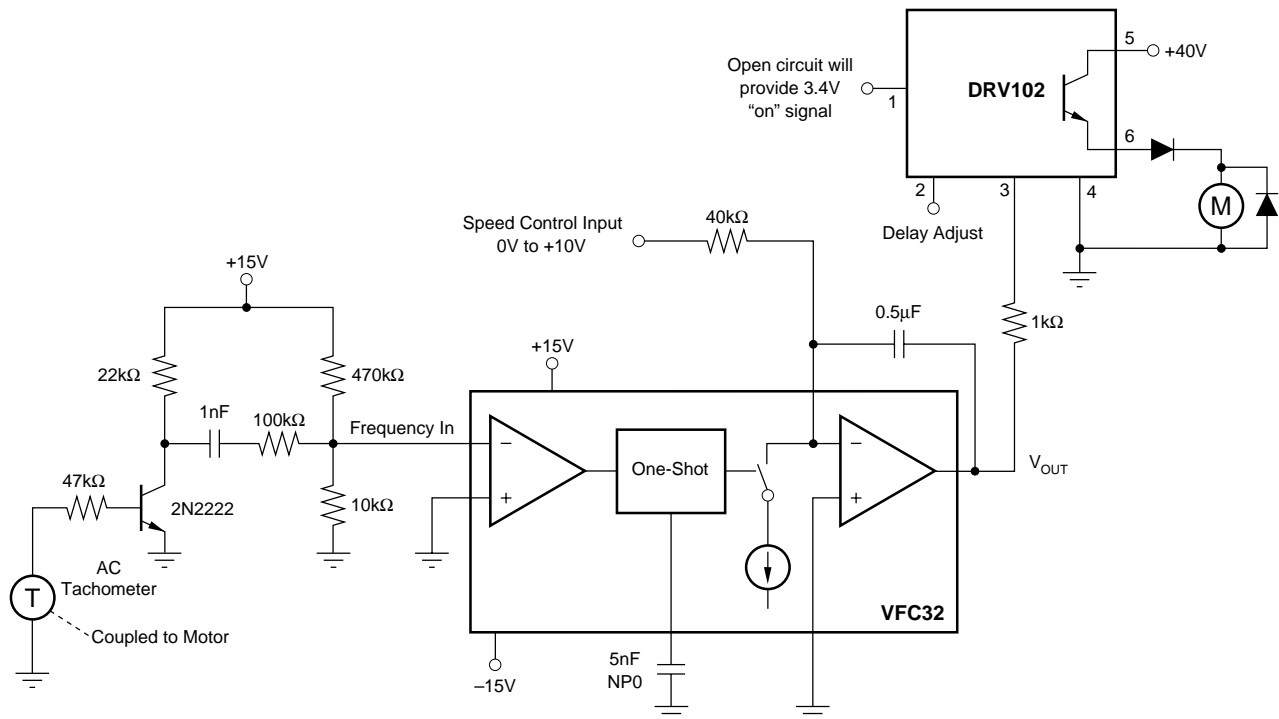 Open circuit will
provide 3.4V
“on” signal
1
DRV102
5
+40V
6
2
3
4
M
Delay Adjust
Speed Control Input
0V to +10V
40kΩ
+15V
0.5μF
1kΩ
22kΩ
470kΩ
+15V
1nF
100kΩ
Frequency In
−
+
One-Shot
−
+
VOUT
47kΩ
2N2222
10kΩ
AC
Tachometer
T
Coupled to Motor
VFC32
–15V
5nF
NP0